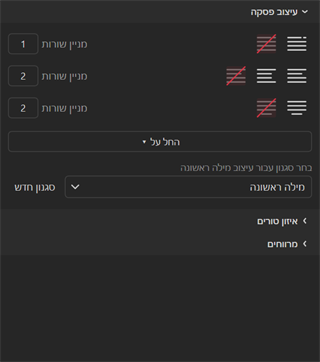 עיצוב פסקה
מניין שורות 1
מניין שורות 2
מניין שורות 2
החל על
בחר סגנון עבור עיצוב מילה ראשונה
מילה ראשונה סגנון חדש
איזון טורים
מרווחים